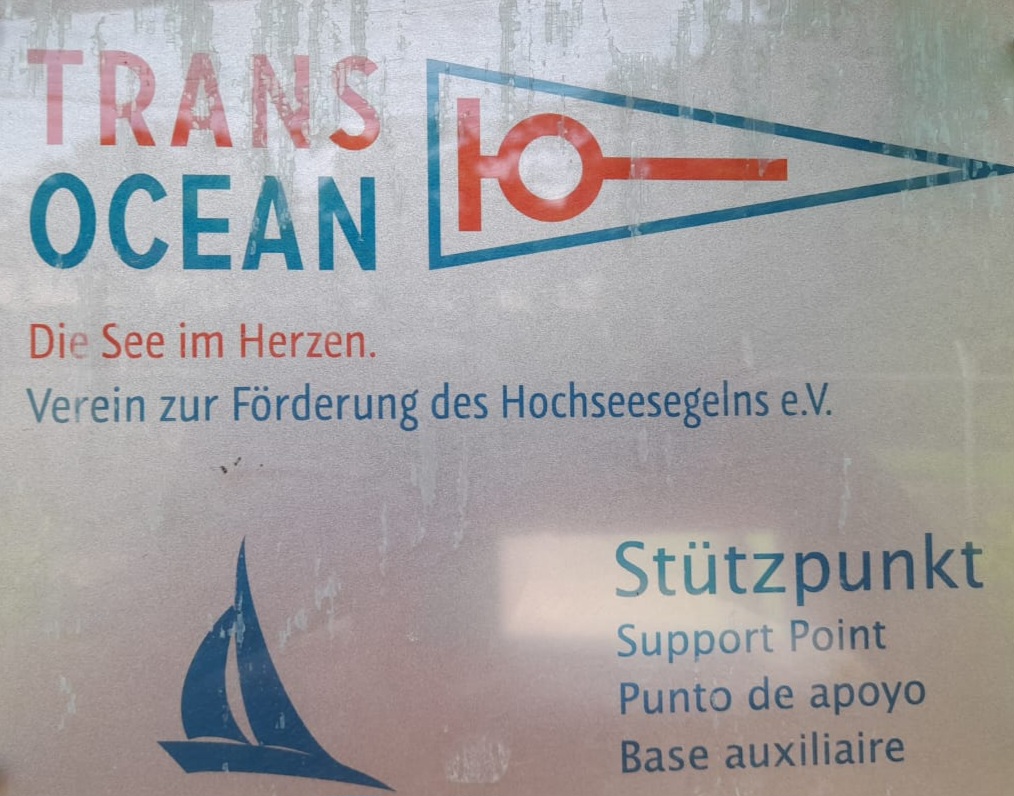 TRANS
OCEAN
Die See im Herzen.
Verein zur Förderung des Hochseesegelns e.V.
Stützpunkt
Support Point
Punto de apoyo
Base auxiliaire